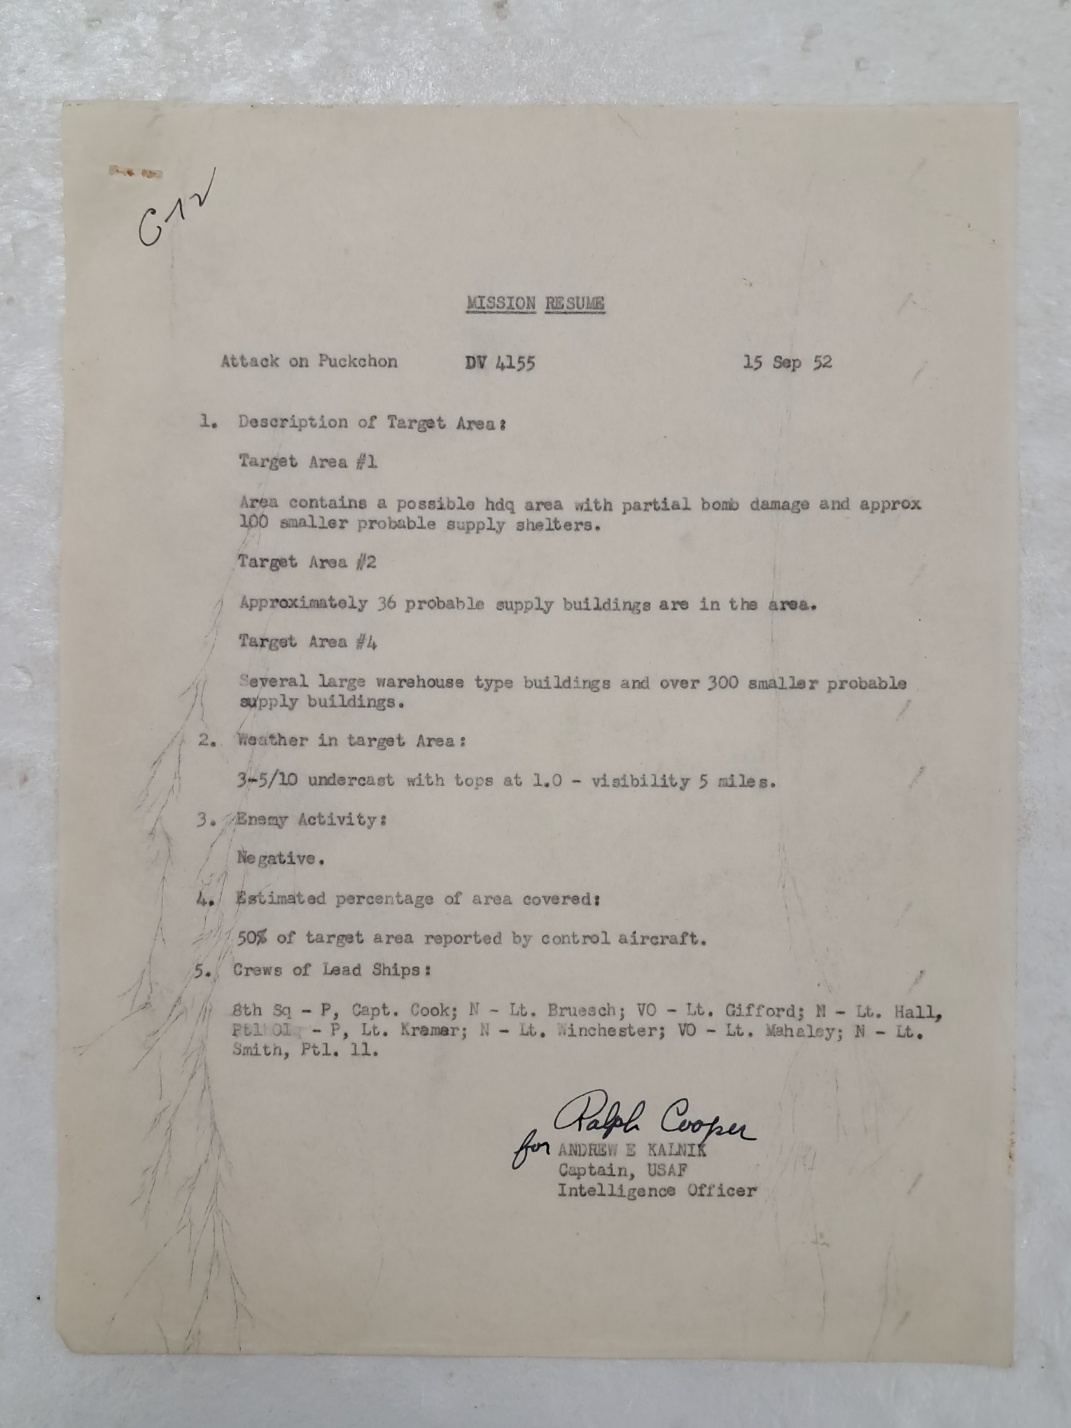 C-12
MISSION RESUME
Attack on Puckchon DV 4155 15 Sep 52
1. Description of Target Area:
Target Area #1
Area contains a possible hdq area with partial bomb damage and approx
100 smaller probable supply shelters.
Target Area #2
Approximately 36 probable supply buildings are in the area.
Target Area #4
Several large warehouse type buildings and over 300 smaller probable
supply buildings.
2. Weather in target Area:
3-5/10 undercast with tops at 1.0 - visibility 5 miles.
3. Enemy Activity:
Negative.
4. Estimated percentage of area covered:
50% of target area reported by control aircraft.
5. Crews of Lead Ships:
8th Sq - P, Capt. Cook; N - Lt. Bruesch; VO - Lt. Gifford; N - Lt. Hall,
- P, Lt. Kremer; N - Lt. Winchester; VO - Lt. Mahaley; N - Lt.
Smith, Ptl. 11.
Ralph Cooper
for ANDREW E KALNIK
Captain, USAF
Intelligence Officer